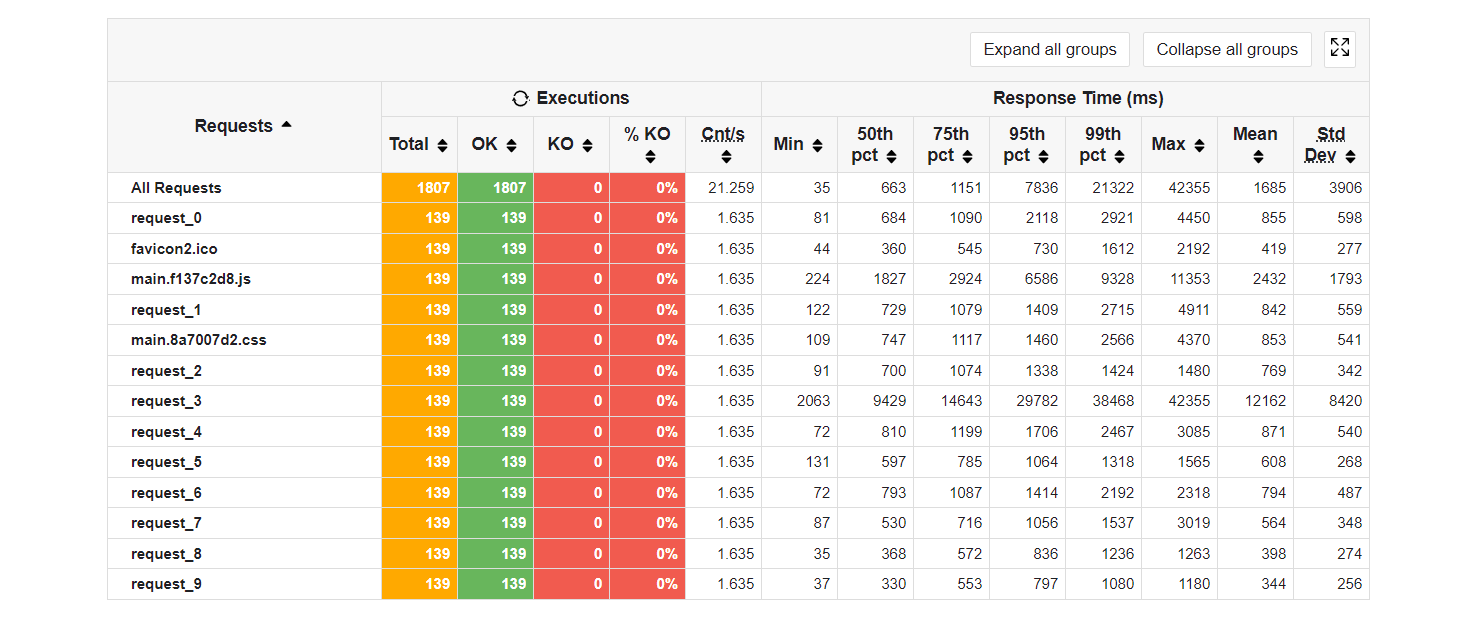 Expand all groups Collapse all groups
Executions Response Time (ms)
Requests Total OK KO % KO Cnt/s Min 50th pct 75th pct 95th pct 99th pct Max Mean Std Dev
All Requests 1807 1807 0 0% 21.259 35 663 1151 7836 21322 42355 1685 3906
request_0 139 139 0 0% 1.635 81 684 1090 2118 2921 4450 855 598
favicon2.ico 139 139 0 0% 1.635 44 360 545 730 1612 2192 419 277
main.f137c2d8.js 139 139 0 0% 1.635 224 1827 2924 6586 9328 11353 2432 1793
request_1 139 139 0 0% 1.635 122 729 1079 1409 2715 4911 842 559
main.8a7007d2.css 139 139 0 0% 1.635 109 747 1117 1460 2566 4370 853 541
request_2 139 139 0 0% 1.635 91 700 1074 1338 1424 1480 769 342
request_3 139 139 0 0% 1.635 2063 9429 14643 29782 38468 42355 12162 8420
request_4 139 139 0 0% 1.635 72 810 1199 1706 2467 3085 871 540
request_5 139 139 0 0% 1.635 131 597 785 1064 1318 1565 608 268
request_6 139 139 0 0% 1.635 72 793 1087 1414 2192 2318 794 487
request_7 139 139 0 0% 1.635 87 530 716 1056 1537 3019 564 348
request_8 139 139 0 0% 1.635 35 368 572 836 1236 1263 398 274
request_9 139 139 0 0% 1.635 37 330 553 797 1080 1180 344 256